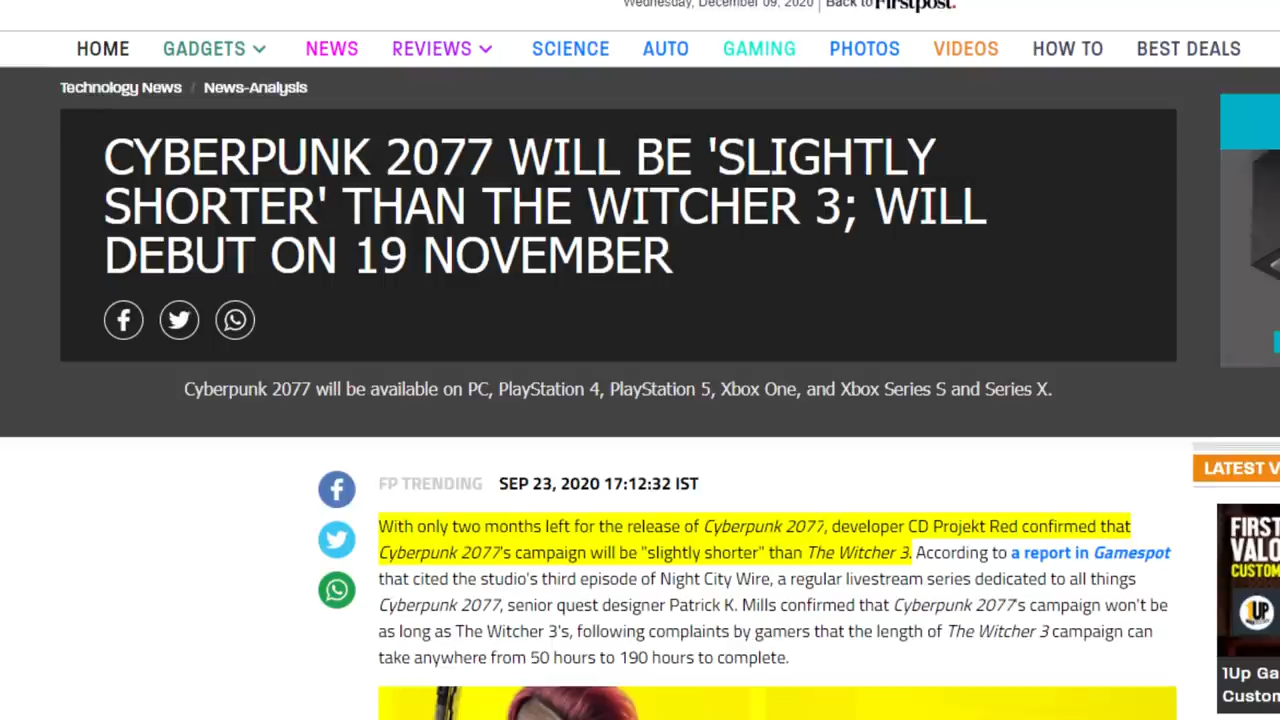 Wednesday, December 09, 2020 | Back to Firstpost.
HOME GADGETS NEWS REVIEWS SCIENCE AUTO GAMING PHOTOS VIDEOS HOW TO BEST DEALS
Technology News / News-Analysis
CYBERPUNK 2077 WILL BE 'SLIGHTLY
SHORTER' THAN THE WITCHER 3; WILL
DEBUT ON 19 NOVEMBER
Cyberpunk 2077 will be available on PC, PlayStation 4, PlayStation 5, Xbox One, and Xbox Series S and Series X.
FP TRENDING SEP 23, 2020 17:12:32 IST
With only two months left for the release of Cyberpunk 2077, developer CD Projekt Red confirmed that
Cyberpunk 2077's campaign will be "slightly shorter" than The Witcher 3. According to a report in Gamespot
that cited the studio's third episode of Night City Wire, a regular livestream series dedicated to all things
Cyberpunk 2077, senior quest designer Patrick K. Mills confirmed that Cyberpunk 2077's campaign won't be
as long as The Witcher 3's, following complaints by gamers that the length of The Witcher 3 campaign can
take anywhere from 50 hours to 190 hours to complete.
LATEST V
FIRST
VALO
CUSTOM
1UP
1Up Ga
Custom